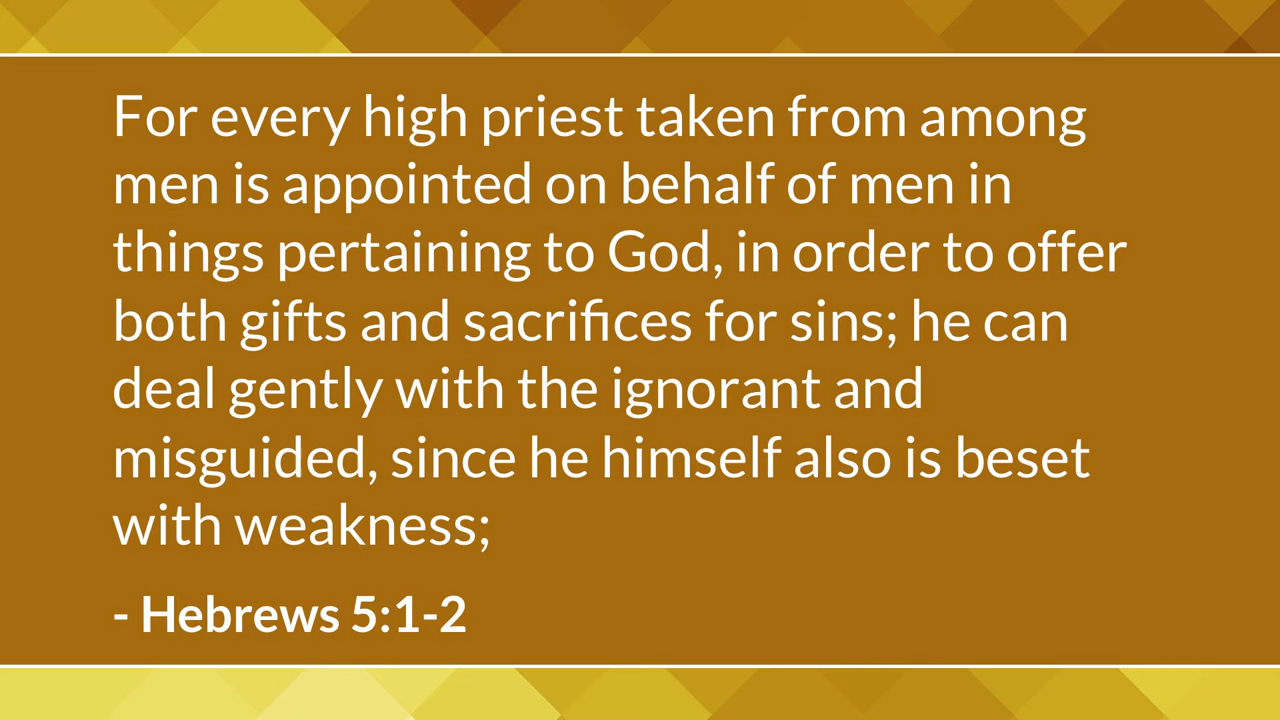 For every high priest taken from among
men is appointed on behalf of men in
things pertaining to God, in order to offer
both gifts and sacrifices for sins; he can
deal gently with the ignorant and
misguided, since he himself also is beset
with weakness;
- Hebrews 5:1-2